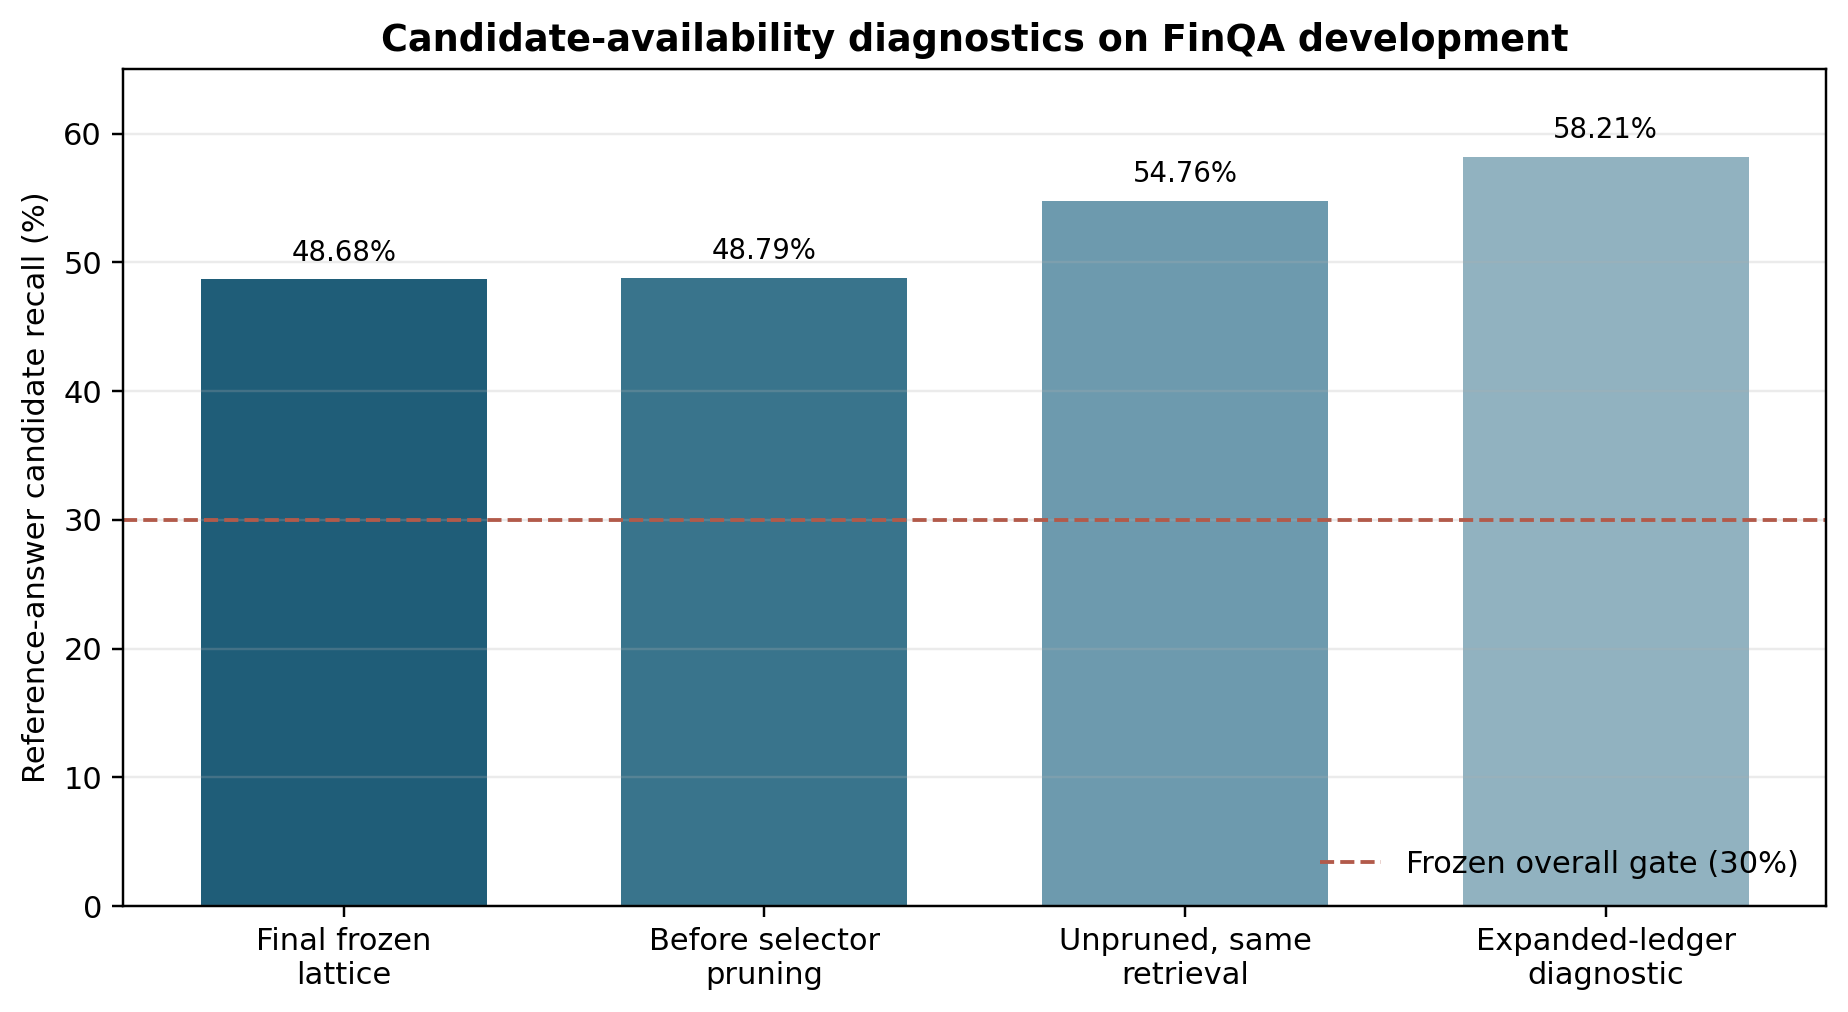 Candidate-availability diagnostics on FinQA development
Reference-answer candidate recall (%)
60
50
40
30
20
10
0
48.68%
48.79%
54.76%
58.21%
Frozen overall gate (30%)
Final frozen
lattice
Before selector
pruning
Unpruned, same
retrieval
Expanded-ledger
diagnostic